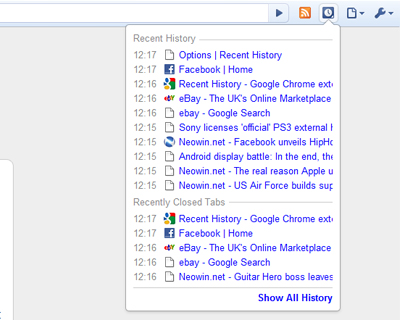 Recent History
12:17 Options | Recent History
12:17 Facebook | Home
12:16 Recent History - Google Chrome exte
12:16 eBay - The UK's Online Marketplace
12:16 ebay - Google Search
12:15 Sony licenses 'official' PS3 external h
12:15 Neowin.net - Facebook unveils HipHo
12:15 Android display battle: In the end, the
12:15 Neowin.net - The real reason Apple u
12:15 Neowin.net - US Air Force builds sup
Recently Closed Tabs
12:17 Recent History - Google Chrome exte
12:17 Facebook | Home
12:16 eBay - The UK's Online Marketplace
12:16 ebay - Google Search
12:16 Neowin.net - Guitar Hero boss leaves
Show All History